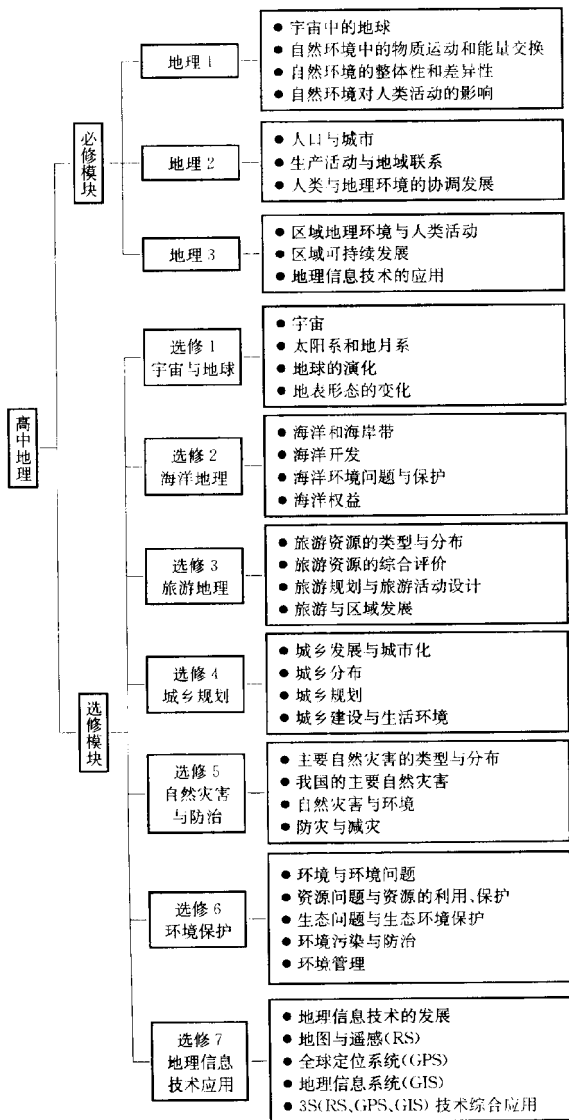 高中地理
必修模块
地理 1
● 宇宙中的地球
● 自然环境中的物质运动和能量交换
● 自然环境的整体性和差异性
● 自然环境对人类活动的影响
地理 2
● 人口与城市
● 生产活动与地域联系
● 人类与地理环境的协调发展
地理 3
● 区域地理环境与人类活动
● 区域可持续发展
● 地理信息技术的应用
选修模块
选修 1
宇宙与地球
● 宇宙
● 太阳系和地月系
● 地球的演化
● 地表形态的变化
选修 2
海洋地理
● 海洋和海岸带
● 海洋开发
● 海洋环境问题与保护
● 海洋权益
选修 3
旅游地理
● 旅游资源的类型与分布
● 旅游资源的综合评价
● 旅游规划与旅游活动设计
● 旅游与区域发展
选修 4
城乡规划
● 城乡发展与城市化
● 城乡分布
● 城乡规划
● 城乡建设与生活环境
选修 5
自然灾害
与防治
● 主要自然灾害的类型与分布
● 我国的主要自然灾害
● 自然灾害与环境
● 防灾与减灾
选修 6
环境保护
● 环境与环境问题
● 资源问题与资源的利用、保护
● 生态问题与生态环境保护
● 环境污染与防治
● 环境管理
选修 7
地理信息
技术应用
● 地理信息技术的发展
● 地图与遥感(RS)
● 全球定位系统(GPS)
● 地理信息系统(GIS)
● 3S(RS、GPS、GIS) 技术综合应用